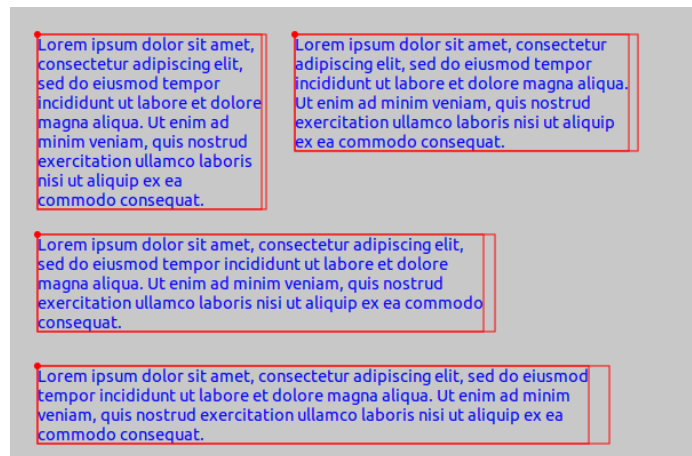 Lorem ipsum dolor sit amet,
consectetur adipiscing elit,
sed do eiusmod tempor
incididunt ut labore et dolore
magna aliqua. Ut enim ad
minim veniam, quis nostrud
exercitation ullamco laboris
nisi ut aliquip ex ea
commodo consequat.
Lorem ipsum dolor sit amet, consectetur
adipiscing elit, sed do eiusmod tempor
incididunt ut labore et dolore magna aliqua.
Ut enim ad minim veniam, quis nostrud
exercitation ullamco laboris nisi ut aliquip
ex ea commodo consequat.
Lorem ipsum dolor sit amet, consectetur adipiscing elit,
sed do eiusmod tempor incididunt ut labore et dolore
magna aliqua. Ut enim ad minim veniam, quis nostrud
exercitation ullamco laboris nisi ut aliquip ex ea commodo
consequat.
Lorem ipsum dolor sit amet, consectetur adipiscing elit, sed do eiusmod
tempor incididunt ut labore et dolore magna aliqua. Ut enim ad minim
veniam, quis nostrud exercitation ullamco laboris nisi ut aliquip ex ea
commodo consequat.